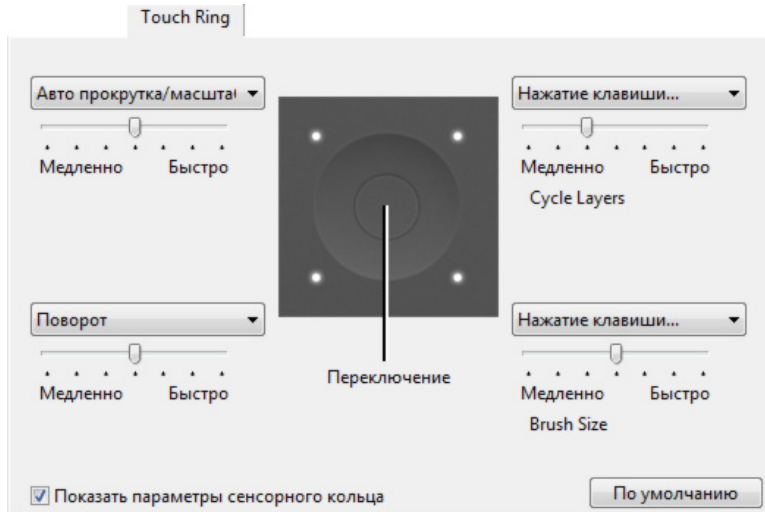 Touch Ring
Авто прокрутка/масштаб
Медленно Быстро
Нажатие клавиши...
Медленно Быстро
Cycle Layers
Поворот
Медленно Быстро
Переключение
Нажатие клавиши...
Медленно Быстро
Brush Size
Показать параметры сенсорного кольца
По умолчанию